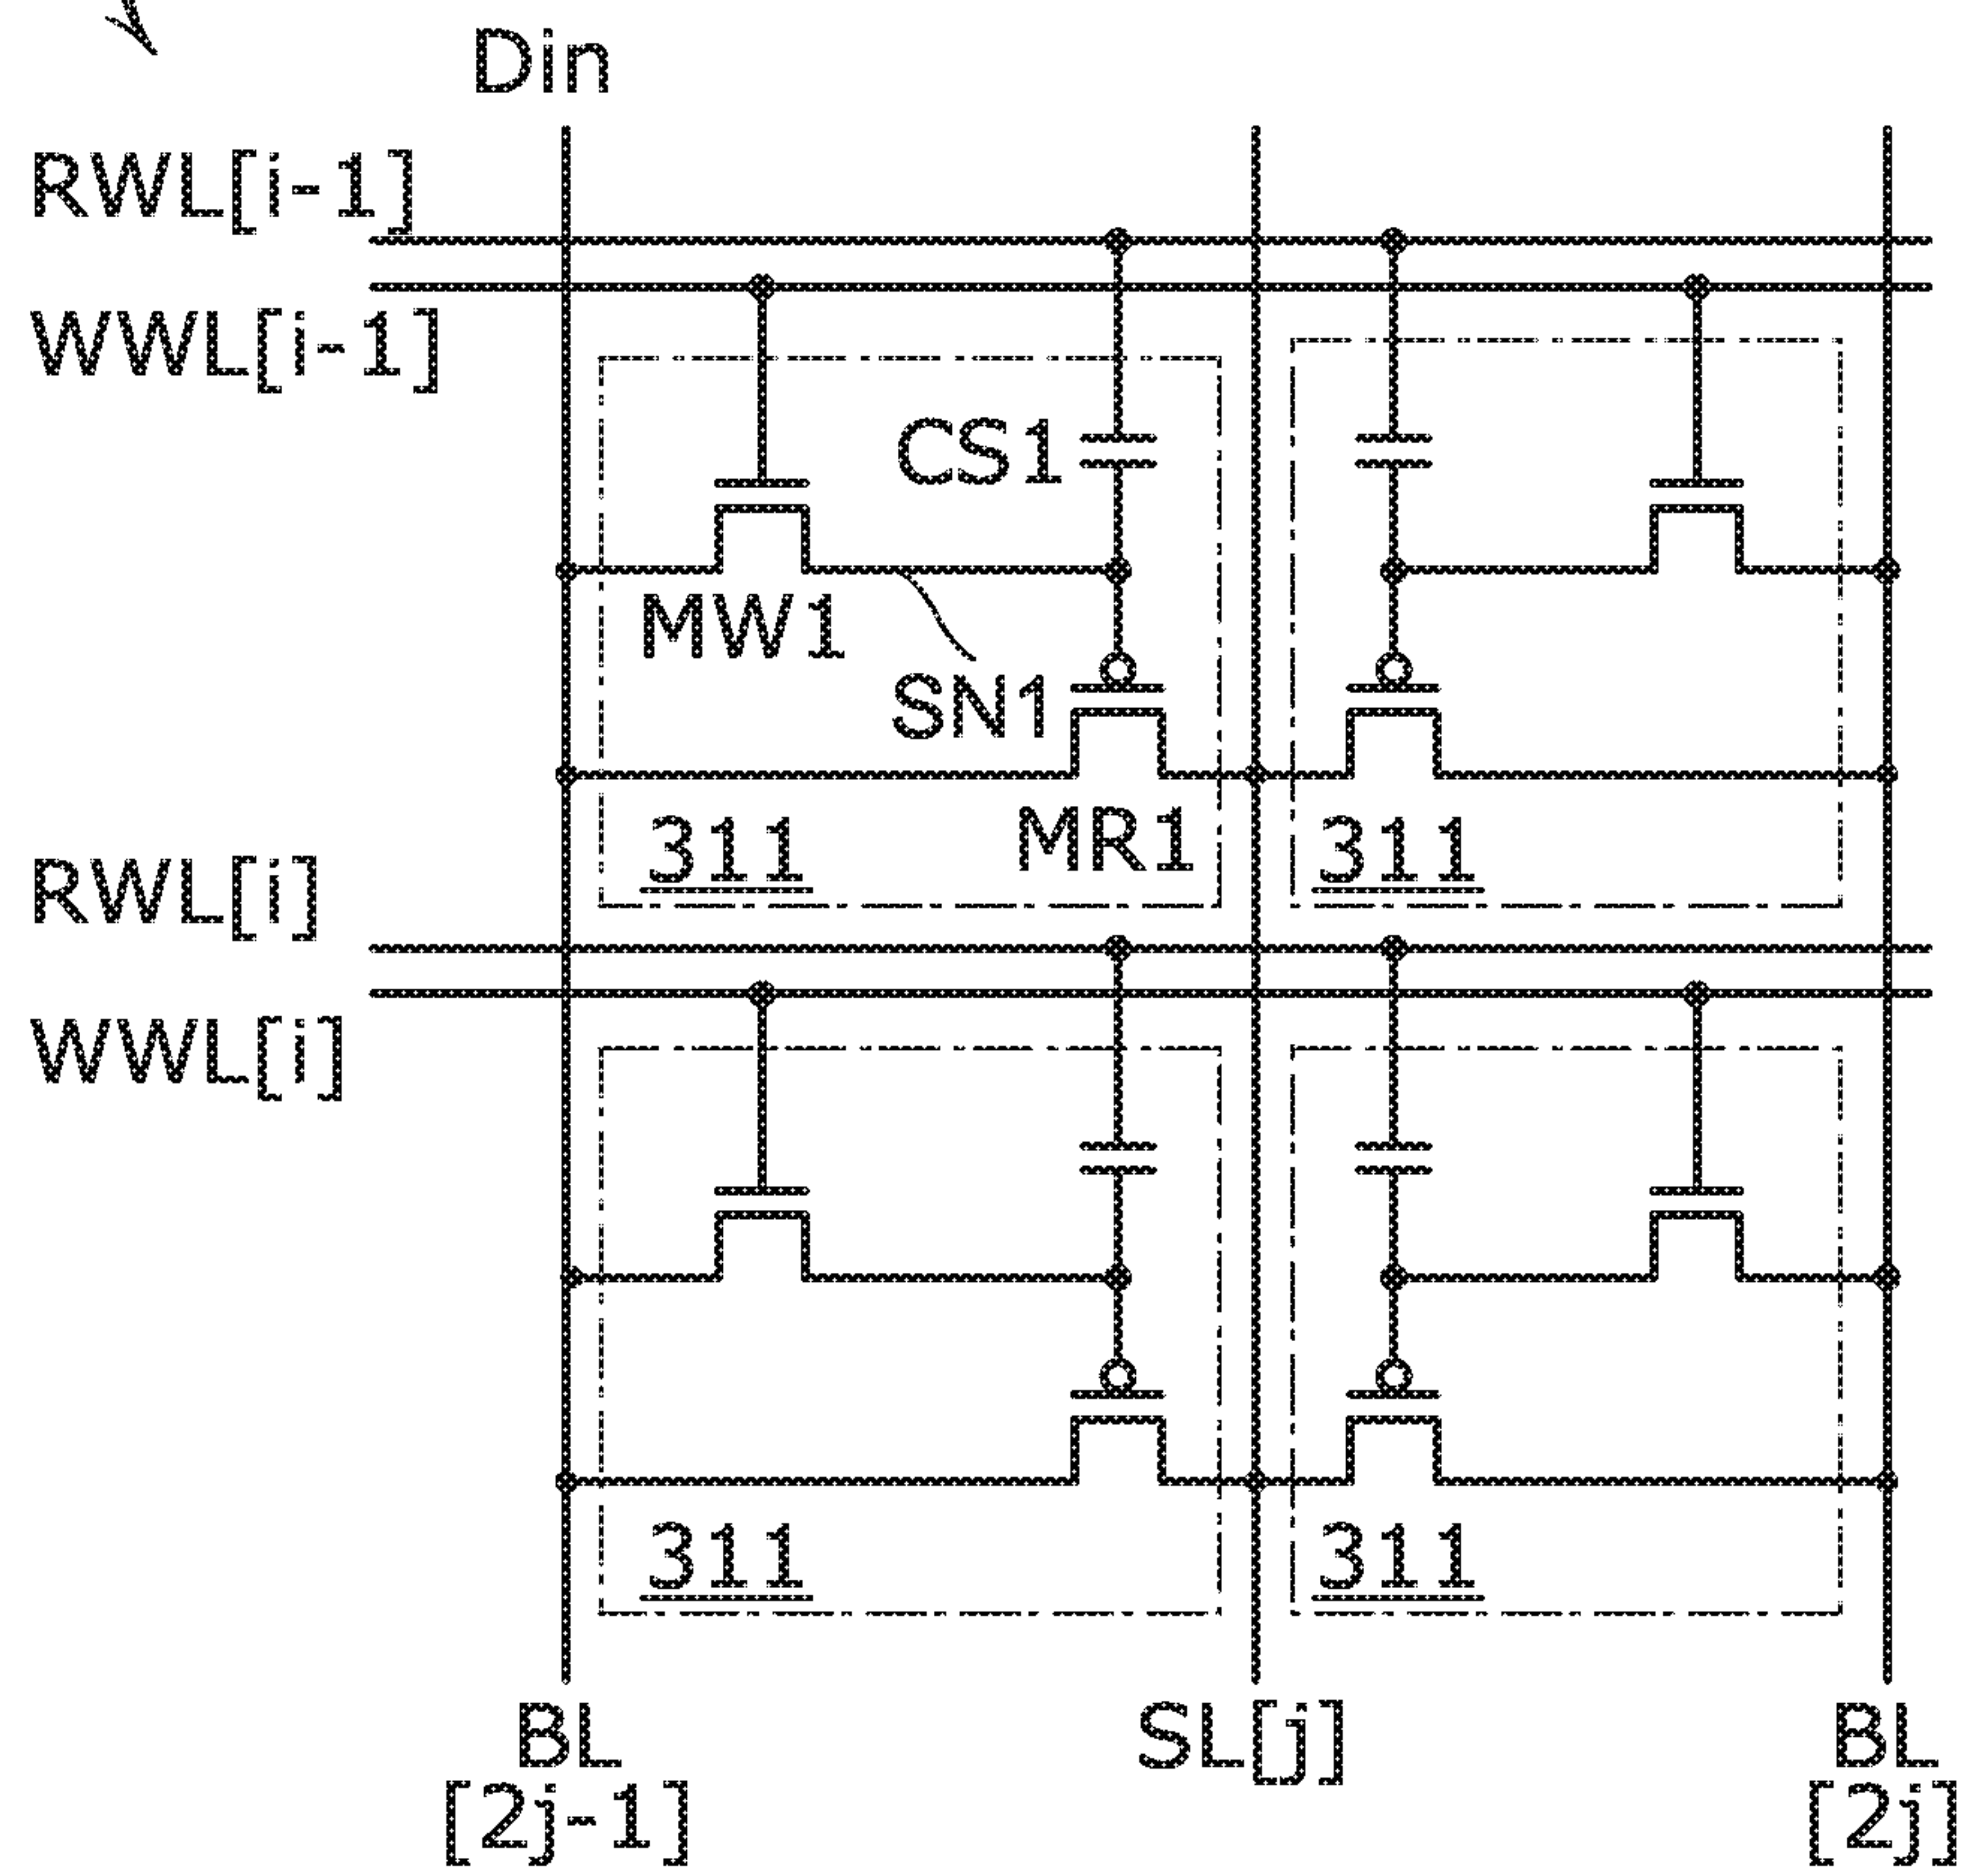 Din
RWL[i-1]
WWL[i-1]
CS1
MW1
SN1
MR1
311
311
RWL[i]
WWL[i]
311
311
BL
[2j-1]
SL[j]
BL
[2j]